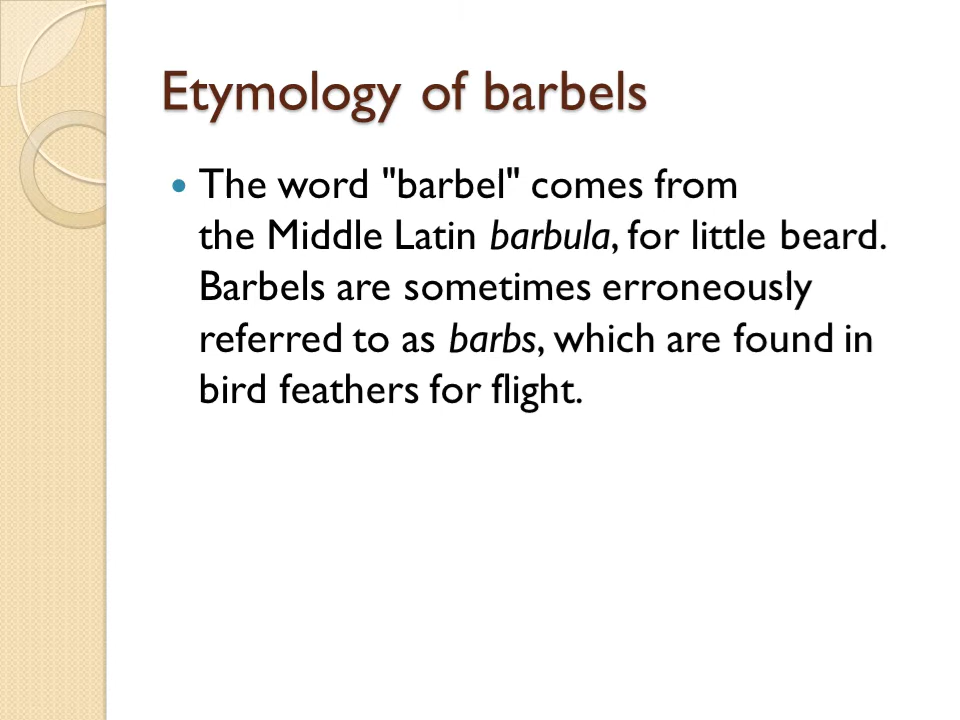 Etymology of barbels
• The word "barbel" comes from
the Middle Latin barbula, for little beard.
Barbels are sometimes erroneously
referred to as barbs, which are found in
bird feathers for flight.